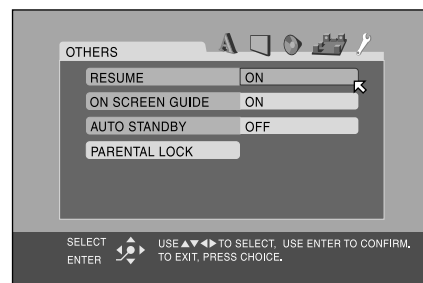 OTHERS
RESUME ON
ON SCREEN GUIDE ON
AUTO STANDBY OFF
PARENTAL LOCK
SELECT
ENTER
USE ▲▼◀▶ TO SELECT, USE ENTER TO CONFIRM.
TO EXIT, PRESS CHOICE.